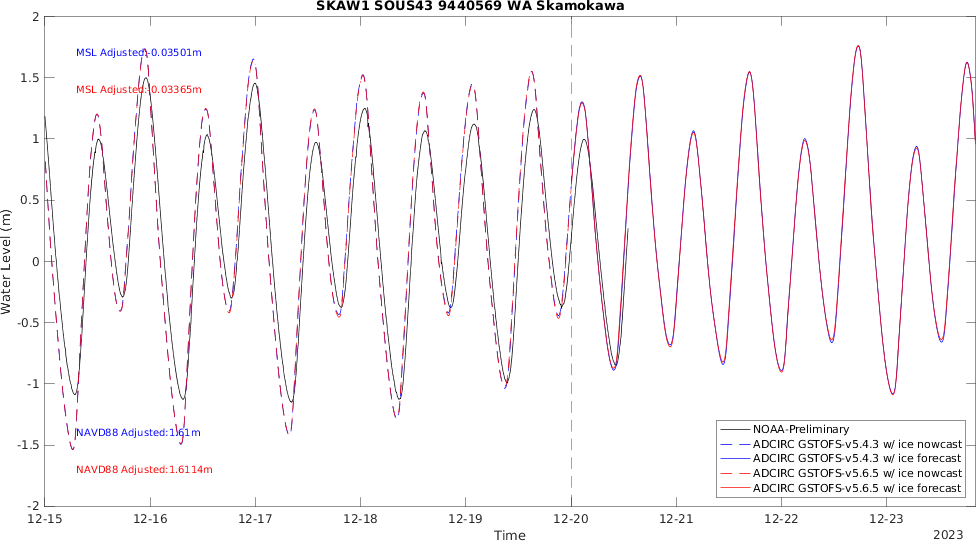 SKAW1 SOUS43 9440569 WA Skamokawa
2
1.5
1
0.5
0
-0.5
-1
-1.5
-2
Water Level (m)
MSL Adjusted:-0.03501m
MSL Adjusted:-0.03365m
NAVD88 Adjusted:1.61m
NAVD88 Adjusted:1.6114m
NOAA-Preliminary
ADCIRC GSTOFS-v5.4.3 w/ ice nowcast
ADCIRC GSTOFS-v5.4.3 w/ ice forecast
ADCIRC GSTOFS-v5.6.5 w/ ice nowcast
ADCIRC GSTOFS-v5.6.5 w/ ice forecast
12-15 12-16 12-17 12-18 12-19 12-20 12-21 12-22 12-23
Time
2023